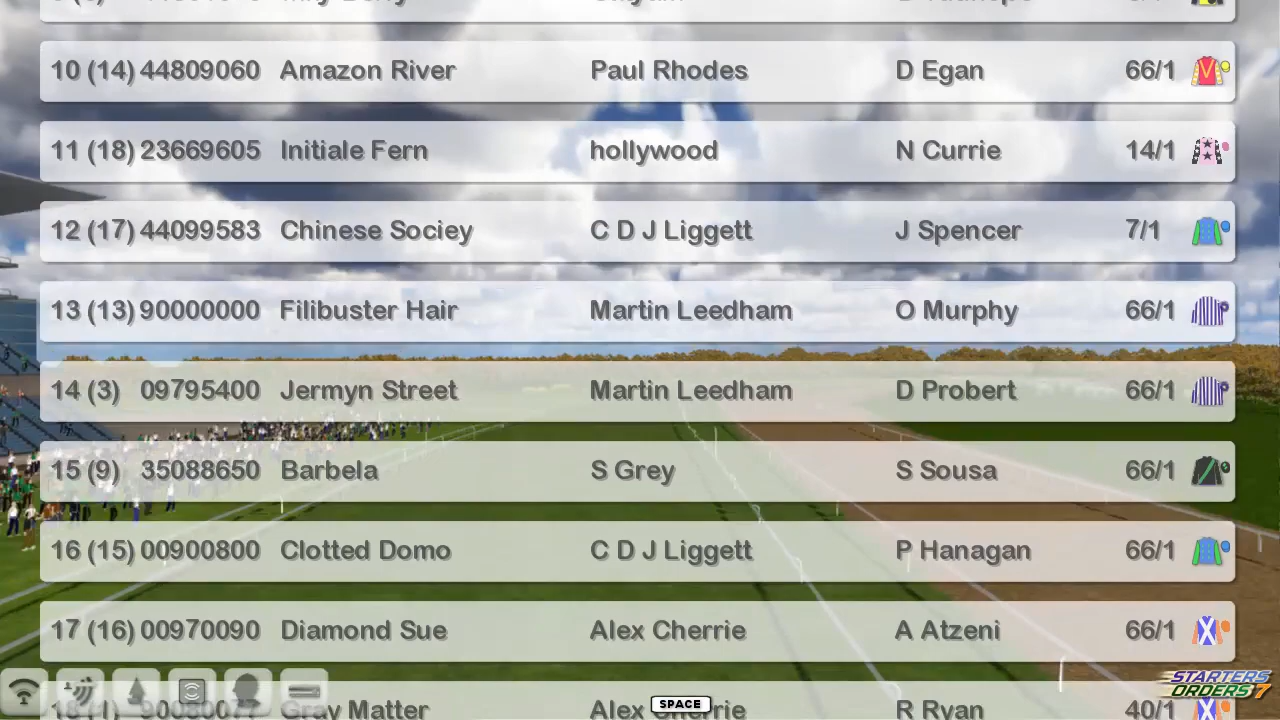 10 (14) 44809060 Amazon River Paul Rhodes D Egan 66/1
11 (18) 23669605 Initiale Fern hollywood N Currie 14/1
12 (17) 44099583 Chinese Sociey C D J Liggett J Spencer 7/1
13 (13) 90000000 Filibuster Hair Martin Leedham O Murphy 66/1
14 (3) 09795400 Jermyn Street Martin Leedham D Probert 66/1
15 (9) 35088650 Barbela S Grey S Sousa 66/1
16 (15) 00900800 Clotted Domo C D J Liggett P Hanagan 66/1
17 (16) 00970090 Diamond Sue Alex Cherrie A Atzeni 66/1
18 (1) Gray Matter Alex Cherrie R Ryan 40/1
SPACE
STARTERS
ORDERS 7